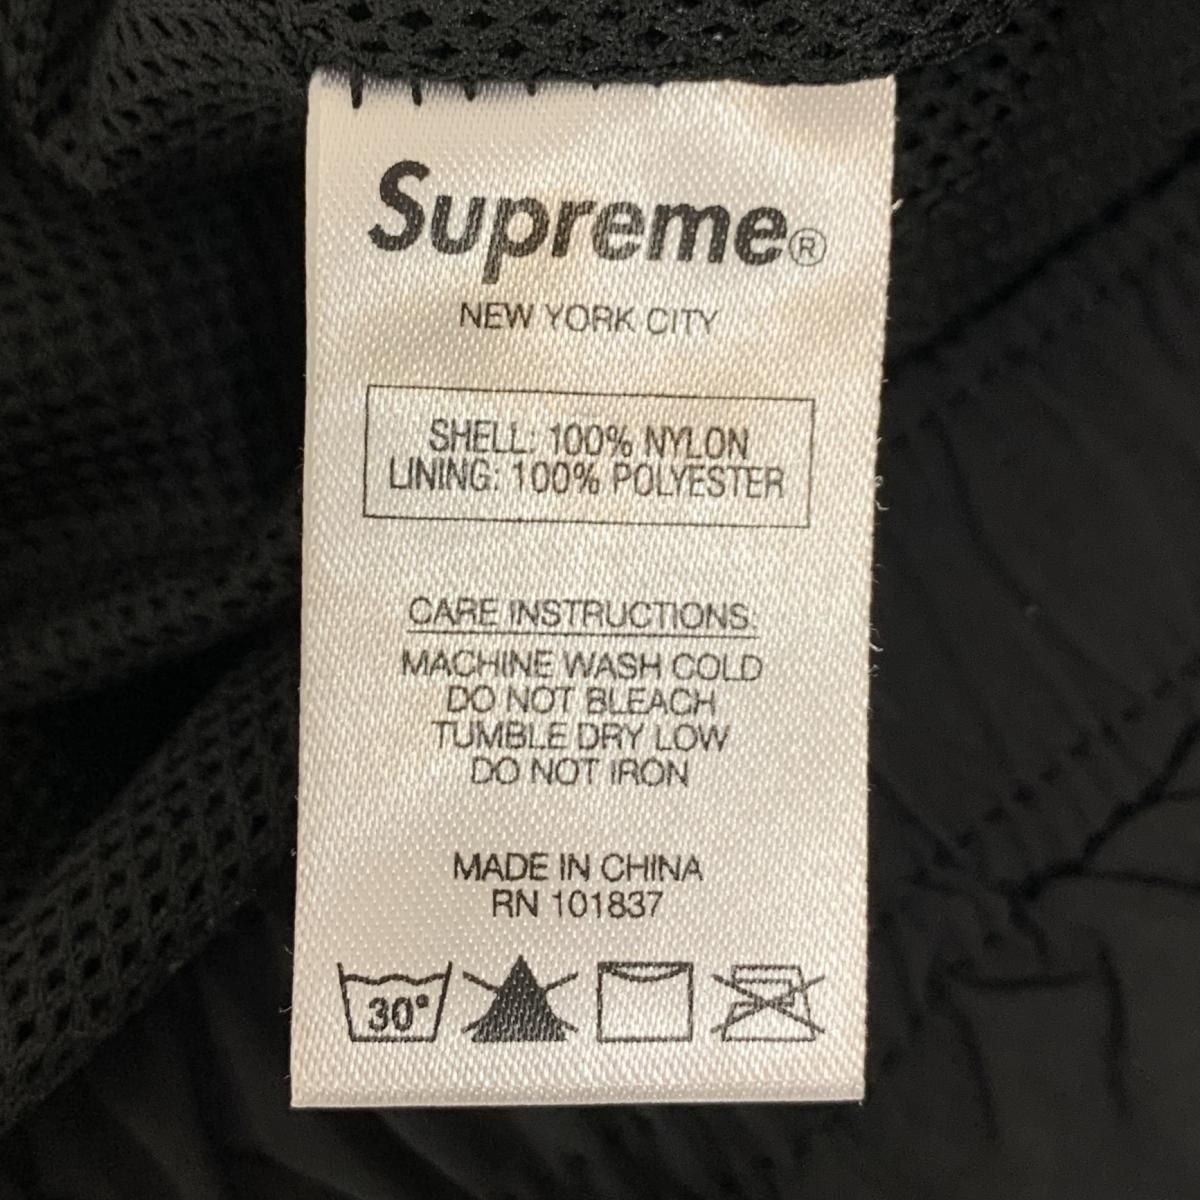 Supreme®
NEW YORK CITY
SHELL: 100% NYLON
LINING: 100% POLYESTER
CARE INSTRUCTIONS:
MACHINE WASH COLD
DO NOT BLEACH
TUMBLE DRY LOW
DO NOT IRON
MADE IN CHINA
RN 101837
30°